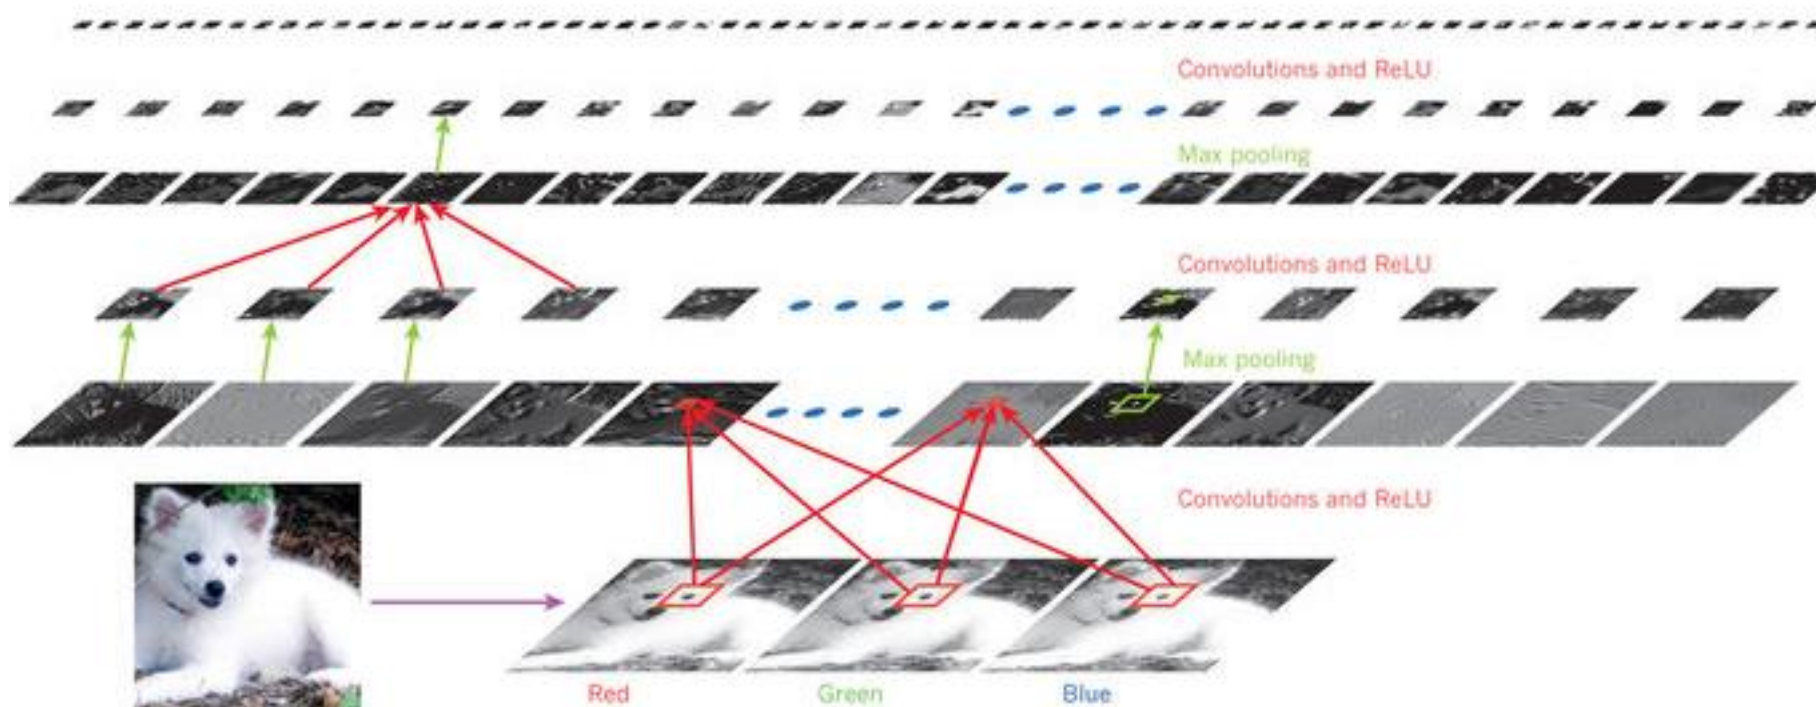 Convolutions and ReLU
Max pooling
Convolutions and ReLU
Max pooling
Convolutions and ReLU
Red
Green
Blue